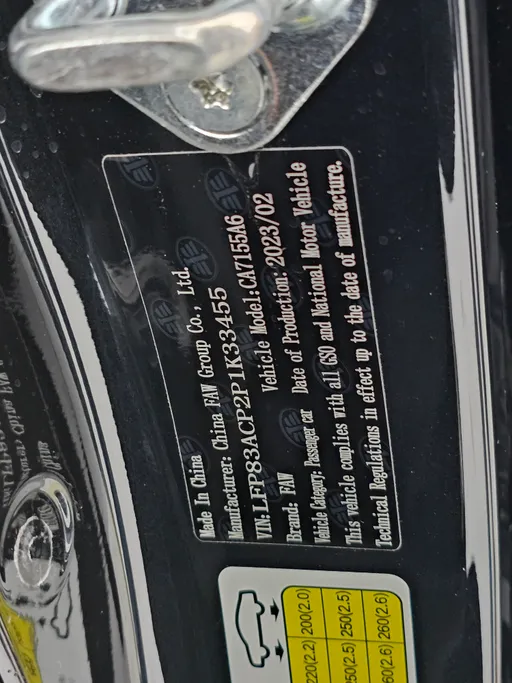 Made In China
Manufacturer: China FAW Group Co., Ltd.
VIN:LFP83ACP2P1K33455
Brand: FAW Vehicle Model:CA7155A6
Vehicle Category: Passenger car Date of Production:2023/02
This vehicle complies with all GSO and National Motor Vehicle
Technical Regulations in effect up to the date of manufacture.
220(2.2) 200(2.0)
250(2.5) 250(2.5)
260(2.6) 260(2.6)